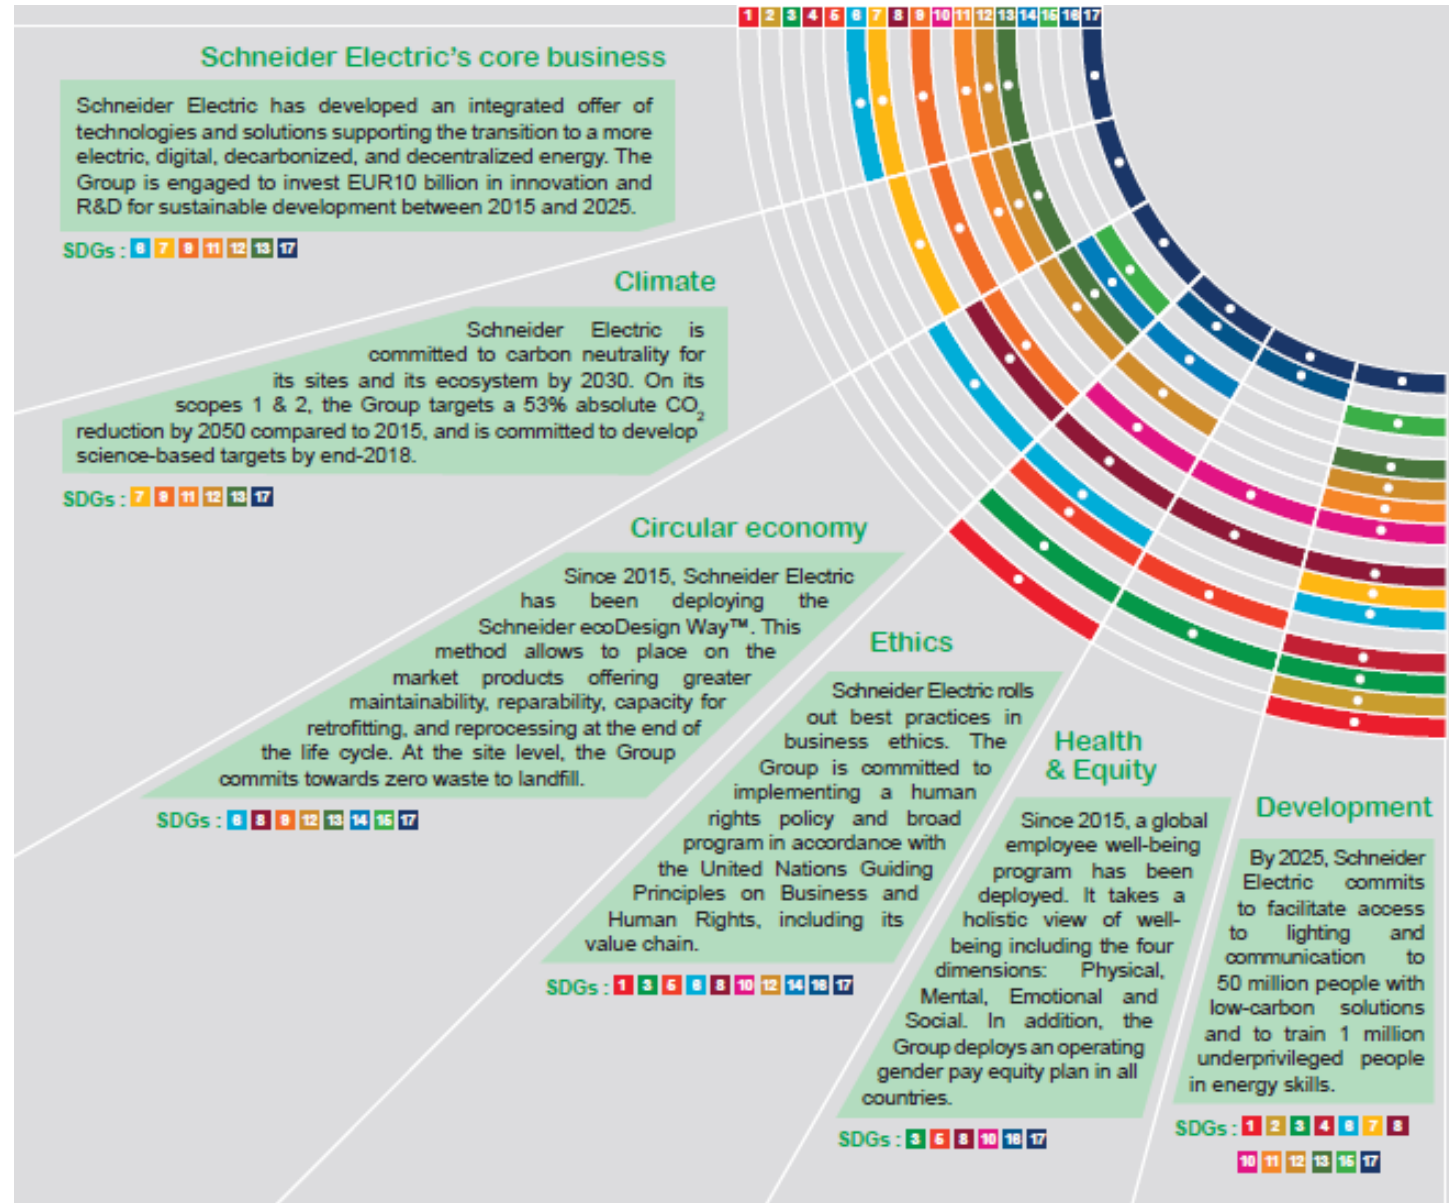 1 2 3 4 5 6 7 8 9 10 11 12 13 14 15 16 17
Schneider Electric's core business
Schneider Electric has developed an integrated offer of
technologies and solutions supporting the transition to a more
electric, digital, decarbonized, and decentralized energy. The
Group is engaged to invest EUR10 billion in innovation and
R&D for sustainable development between 2015 and 2025.
SDGs : 6 7 9 11 12 13 17
Climate
Schneider Electric is
committed to carbon neutrality for
its sites and its ecosystem by 2030. On its
scopes 1 & 2, the Group targets a 53% absolute CO2
reduction by 2050 compared to 2015, and is committed to develop
science-based targets by end-2018.
SDGs : 7 9 11 12 13 17
Circular economy
Since 2015, Schneider Electric
has been deploying the
Schneider ecoDesign Way™. This
method allows to place on the
market products offering greater
maintainability, reparability, capacity for
retrofitting, and reprocessing at the end of
the life cycle. At the site level, the Group
commits towards zero waste to landfill.
SDGs : 6 8 9 12 13 14 15 17
Ethics
Schneider Electric rolls
out best practices in
business ethics. The
Group is committed to
implementing a human
rights policy and broad
program in accordance with
the United Nations Guiding
Principles on Business and
Human Rights, including its
value chain.
SDGs : 1 3 5 6 8 10 12 14 16 17
Health
& Equity
Since 2015, a global
employee well-being
program has been
deployed. It takes a
holistic view of well-
being including the four
dimensions: Physical,
Mental, Emotional and
Social. In addition, the
Group deploys an operating
gender pay equity plan in all
countries.
SDGs : 3 5 8 10 16 17
Development
By 2025, Schneider
Electric commits
to facilitate access
to lighting and
communication to
50 million people with
low-carbon solutions
and to train 1 million
underprivileged people
in energy skills.
SDGs : 1 2 3 4 6 7 8
10 11 12 13 15 17